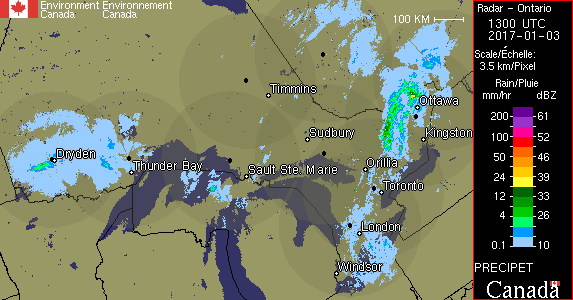 Environment Environnement
Canada Canada
100 KM
Timmins
Ottawa
Sudbury
Kingston
Dryden
Thunder Bay
Sault Ste. Marie
Orillia
Toronto
London
Windsor
Radar - Ontario
1300 UTC
2017-01-03
Scale/Échelle:
3.5 km/Pixel
Rain/Pluie
mm/hr dBZ
200 61
100 52
50 46
24 39
12 33
4 26
0.1 10
PRECIPET
Canada